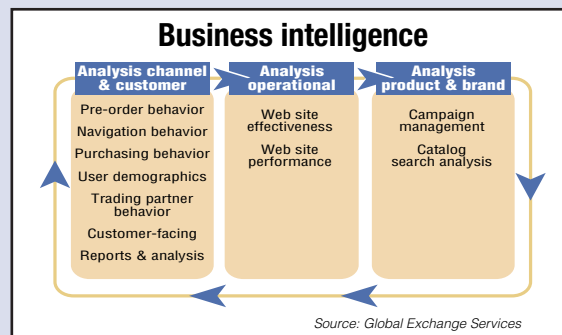 Business intelligence
Analysis channel
& customer
Pre-order behavior
Navigation behavior
Purchasing behavior
User demographics
Trading partner
behavior
Customer-facing
Reports & analysis
Analysis
operational
Web site
effectiveness
Web site
performance
Analysis
product & brand
Campaign
management
Catalog
search analysis
Source: Global Exchange Services